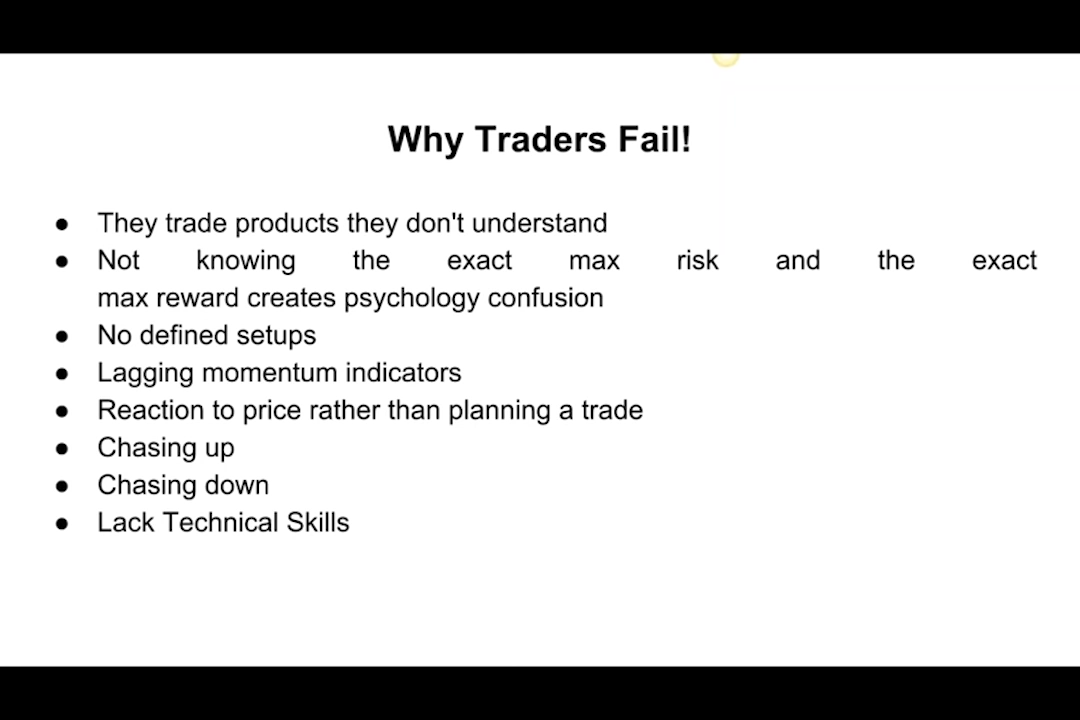 Why Traders Fail!
● They trade products they don't understand
● Not knowing the exact max risk and the exact
max reward creates psychology confusion
● No defined setups
● Lagging momentum indicators
● Reaction to price rather than planning a trade
● Chasing up
● Chasing down
● Lack Technical Skills